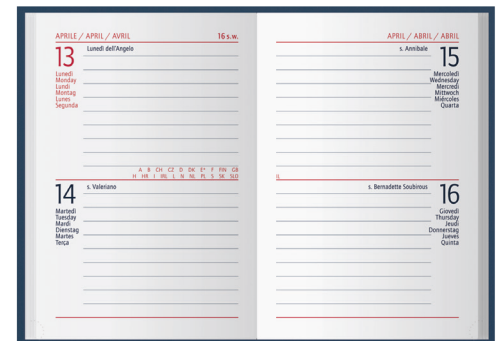 APRILE / APRIL / AVRIL 16 s.w.
13 Lunedì dell'Angelo
Lunedì
Monday
Lundi
Montag
Lunes
Segunda
A B CH CZ D DK E* F FIN GB
H HR I IRL L N NL PL S SK SLO
14 s. Valeriano
Martedì
Tuesday
Mardi
Dienstag
Martes
Terça
APRIL / ABRIL / ABRIL
s. Annibale 15
Mercoledì
Wednesday
Mercredi
Mittwoch
Miércoles
Quarta
IL
s. Bernadette Soubirous 16
Giovedì
Thursday
Jeudi
Donnerstag
Jueves
Quinta